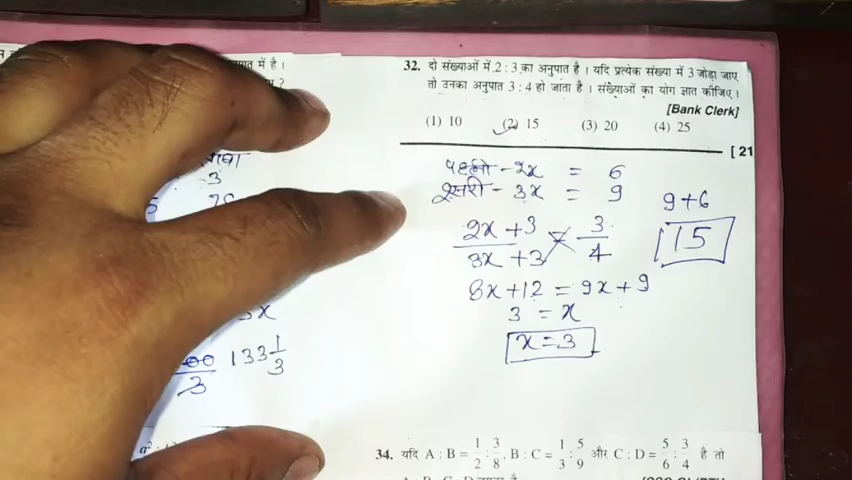 पात में है।
32. दो संख्याओं में 2 : 3 का अनुपात है। यदि प्रत्येक संख्या में 3 जोड़ा जाए
तो उनका अनुपात 3 : 4 हो जाता है। संख्याओं का योग ज्ञात कीजिए।
[Bank Clerk]
(1) 10 (2) 15 (3) 20 (4) 25
[ 21
पहली - 2x = 6
दूसरी - 3x = 9
9+6
15
2x + 3 / 3x + 3 = 3 / 4
8x + 12 = 9x + 9
3 = x
x = 3
3
133 1/3
3
34. यदि A : B = 1/2 : 3/8, B : C = 1/3 : 5/9 और C : D = 5/6 : 3/4 है तो